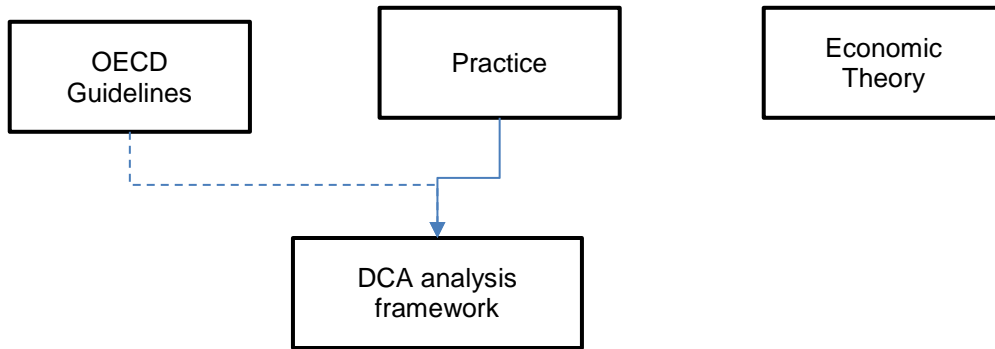 OECD
Guidelines
Practice
Economic
Theory
DCA analysis
framework